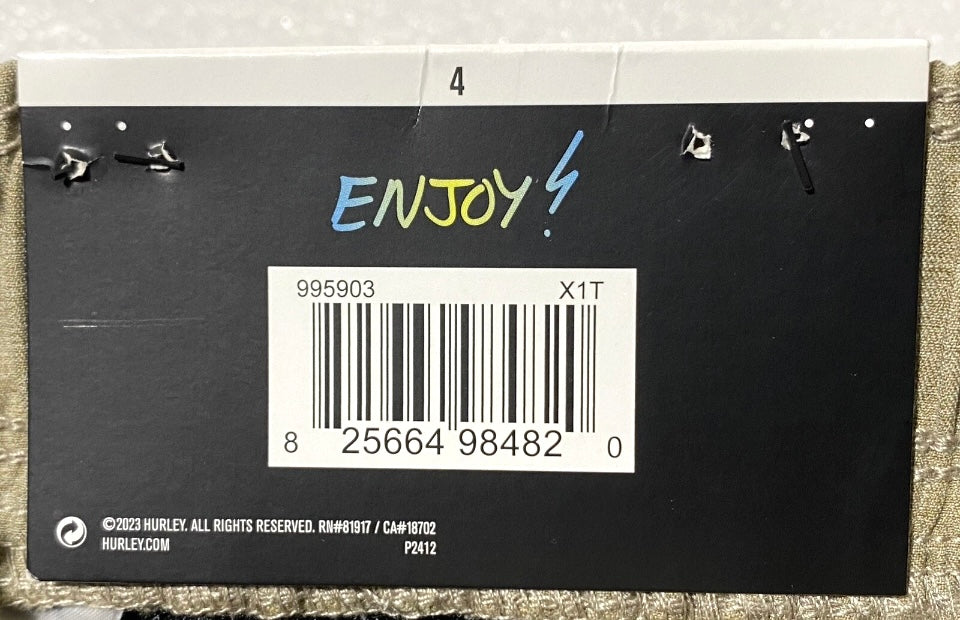 4
ENJOY!
995903 X1T
8 25664 98482 0
©2023 HURLEY. ALL RIGHTS RESERVED. RN#81917 / CA#18702
HURLEY.COM P2412